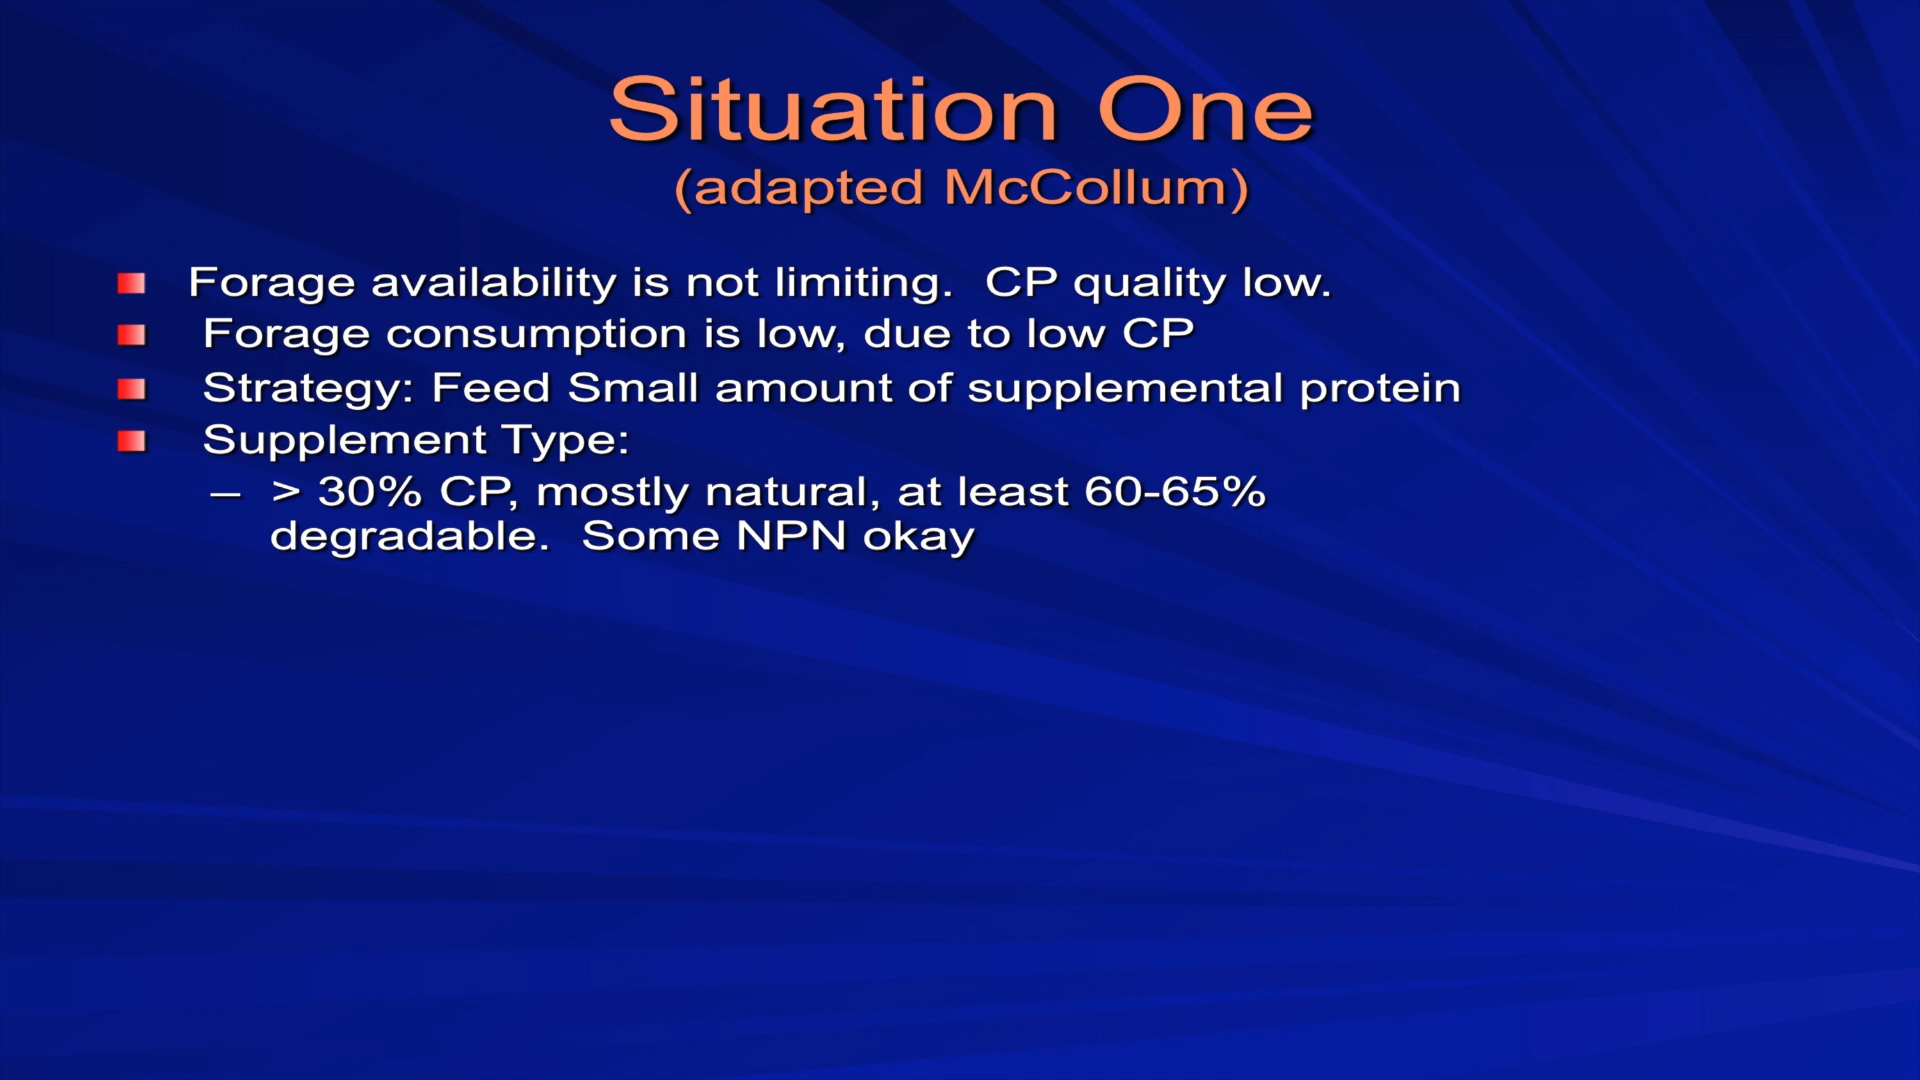 Situation One
(adapted McCollum)
Forage availability is not limiting.  CP quality low.
Forage consumption is low, due to low CP
Strategy: Feed Small amount of supplemental protein
Supplement Type:
– > 30% CP, mostly natural, at least 60-65%
degradable.  Some NPN okay